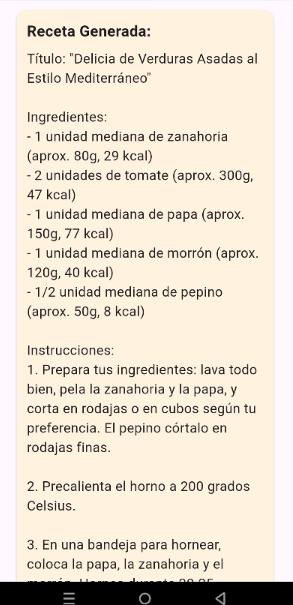 Receta Generada:
Título: "Delicia de Verduras Asadas al
Estilo Mediterráneo"
Ingredientes:
- 1 unidad mediana de zanahoria
(aprox. 80g, 29 kcal)
- 2 unidades de tomate (aprox. 300g,
47 kcal)
- 1 unidad mediana de papa (aprox.
150g, 77 kcal)
- 1 unidad mediana de morrón (aprox.
120g, 40 kcal)
- 1/2 unidad mediana de pepino
(aprox. 50g, 8 kcal)
Instrucciones:
1. Prepara tus ingredientes: lava todo
bien, pela la zanahoria y la papa, y
corta en rodajas o en cubos según tu
preferencia. El pepino córtalo en
rodajas finas.
2. Precalienta el horno a 200 grados
Celsius.
3. En una bandeja para hornear,
coloca la papa, la zanahoria y el